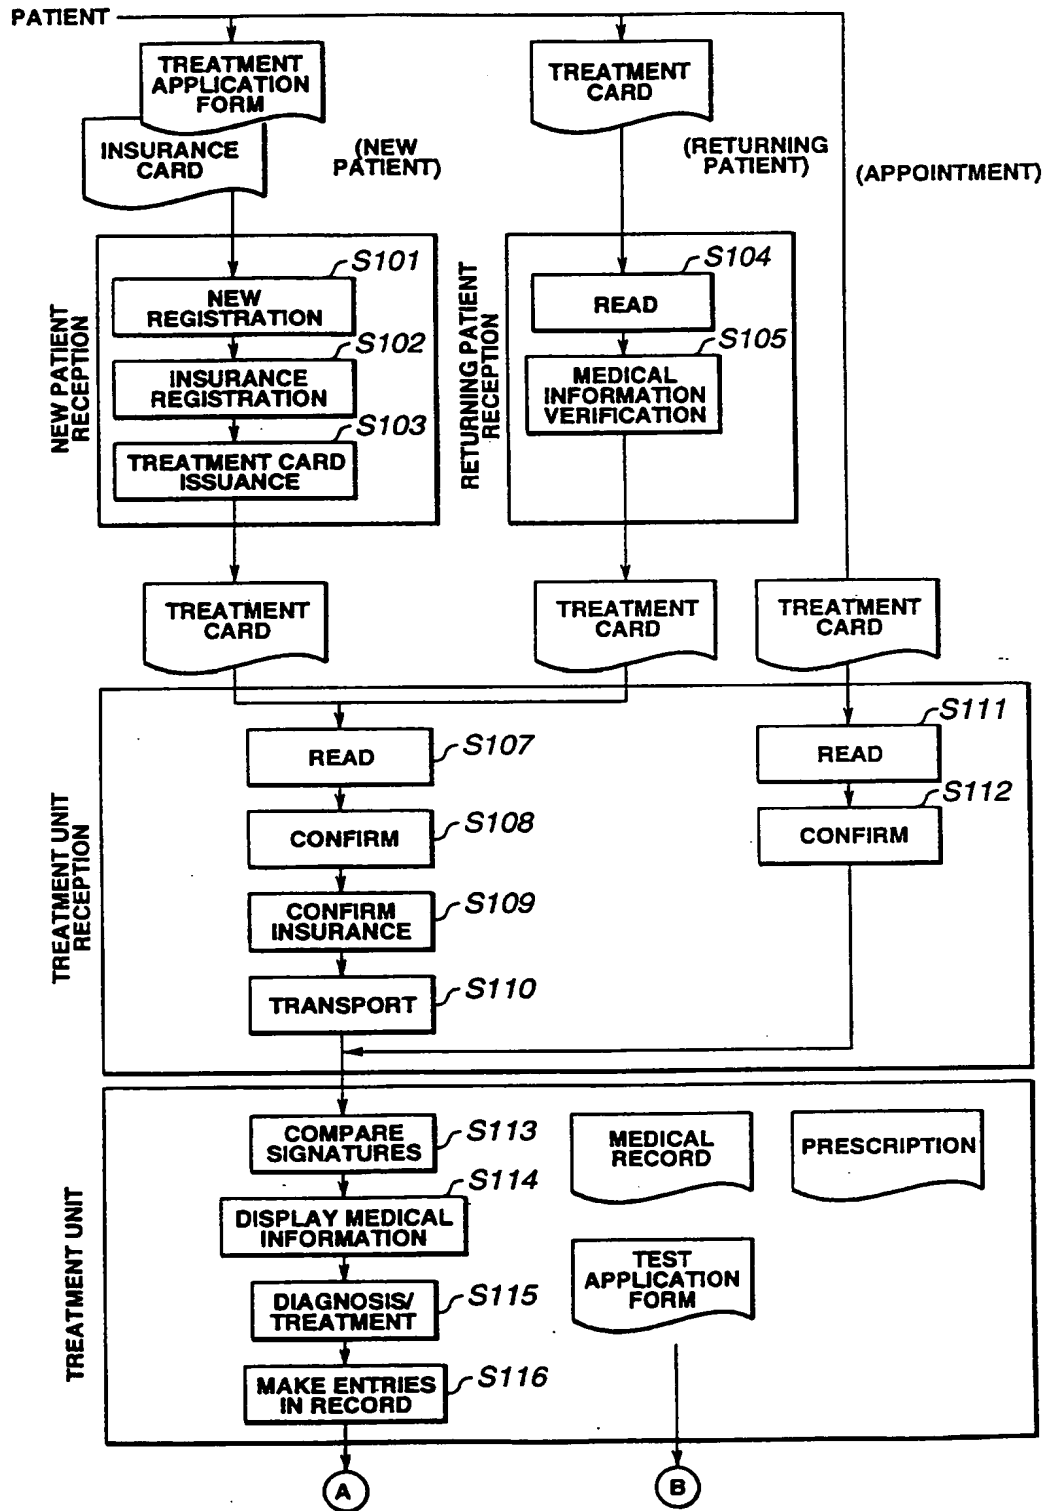 PATIENT
TREATMENT
APPLICATION
FORM
INSURANCE
CARD
(NEW
PATIENT)
TREATMENT
CARD
(RETURNING
PATIENT)
(APPOINTMENT)
NEW PATIENT
RECEPTION
S101
NEW
REGISTRATION
S102
INSURANCE
REGISTRATION
S103
TREATMENT CARD
ISSUANCE
RETURNING PATIENT
RECEPTION
S104
READ
S105
MEDICAL
INFORMATION
VERIFICATION
TREATMENT
CARD
TREATMENT
CARD
TREATMENT
CARD
TREATMENT UNIT
RECEPTION
READ
S107
CONFIRM
S108
CONFIRM
INSURANCE
S109
TRANSPORT
S110
S111
READ
S112
CONFIRM
TREATMENT UNIT
COMPARE
SIGNATURES
S113
S114
DISPLAY MEDICAL
INFORMATION
DIAGNOSIS/
TREATMENT
S115
MAKE ENTRIES
IN RECORD
S116
MEDICAL
RECORD
PRESCRIPTION
TEST
APPLICATION
FORM
A
B